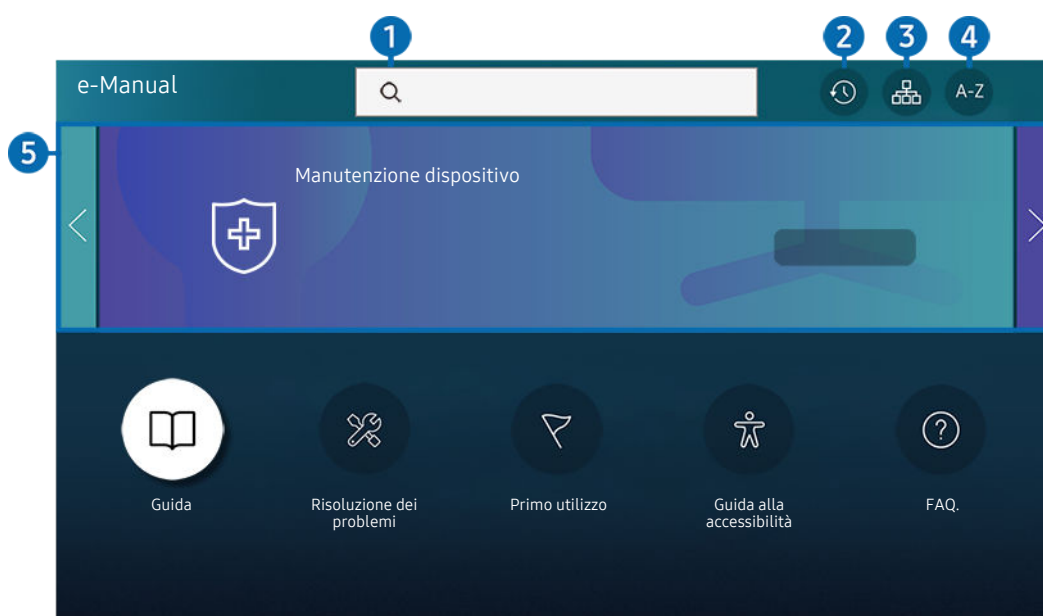 1
2
3
4
e-Manual
A-Z
5
Manutenzione dispositivo
Guida
Risoluzione dei
problemi
Primo utilizzo
Guida alla
accessibilità
FAQ.